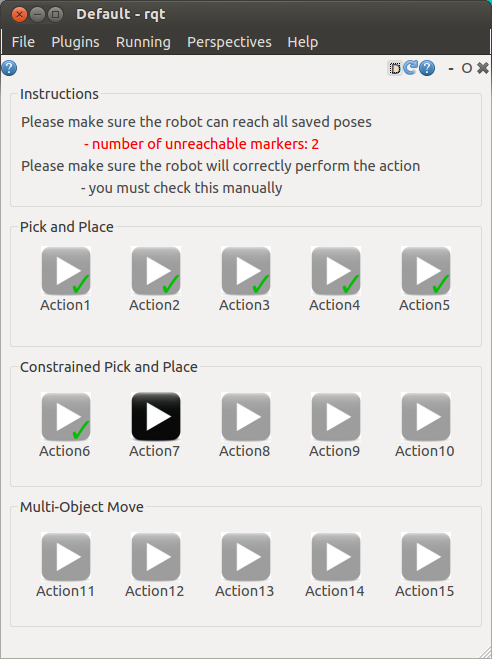 Default - rqt
File Plugins Running Perspectives Help
D - O
Instructions
Please make sure the robot can reach all saved poses
- number of unreachable markers: 2
Please make sure the robot will correctly perform the action
- you must check this manually
Pick and Place
Action1 Action2 Action3 Action4 Action5
Constrained Pick and Place
Action6 Action7 Action8 Action9 Action10
Multi-Object Move
Action11 Action12 Action13 Action14 Action15